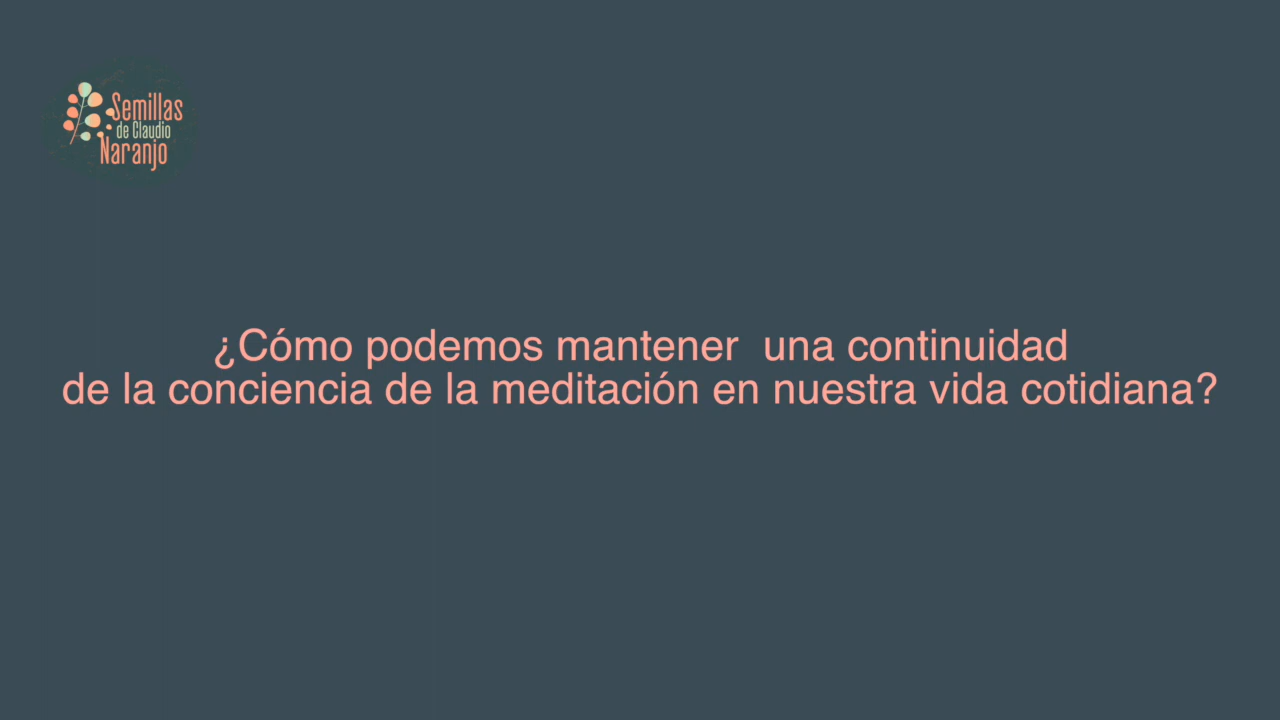 Semillas
de Claudio
Naranjo
¿Cómo podemos mantener  una continuidad
de la conciencia de la meditación en nuestra vida cotidiana?